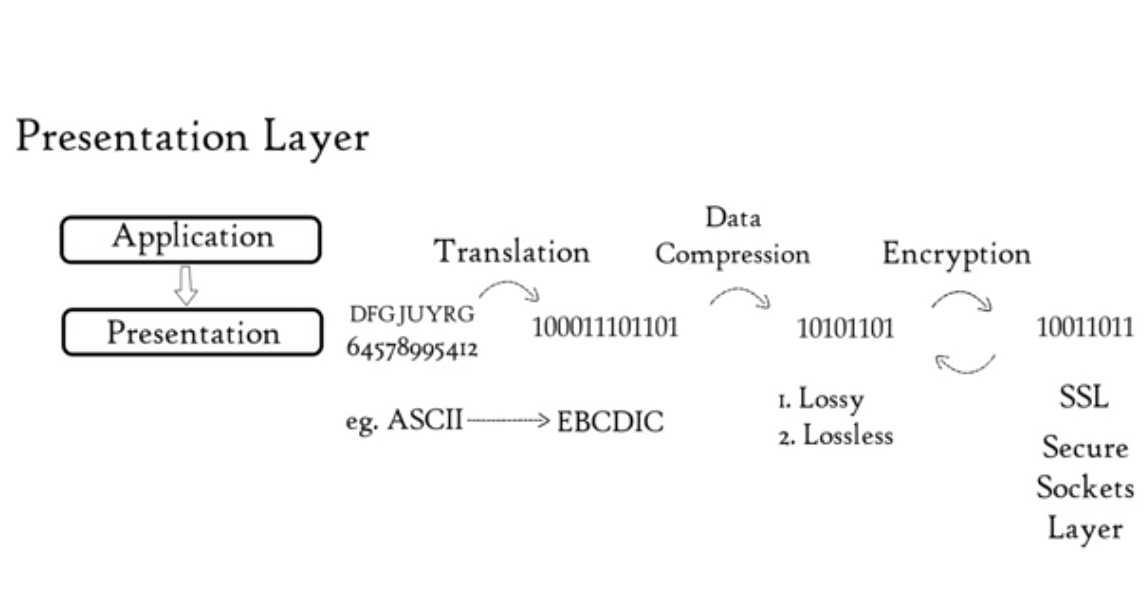 Presentation Layer
Application
Presentation
Translation
DFGJUYRG
64578995412
100011101101
eg. ASCII
EBCDIC
Data
Compression
10101101
1. Lossy
2. Lossless
Encryption
10011011
SSL
Secure
Sockets
Layer